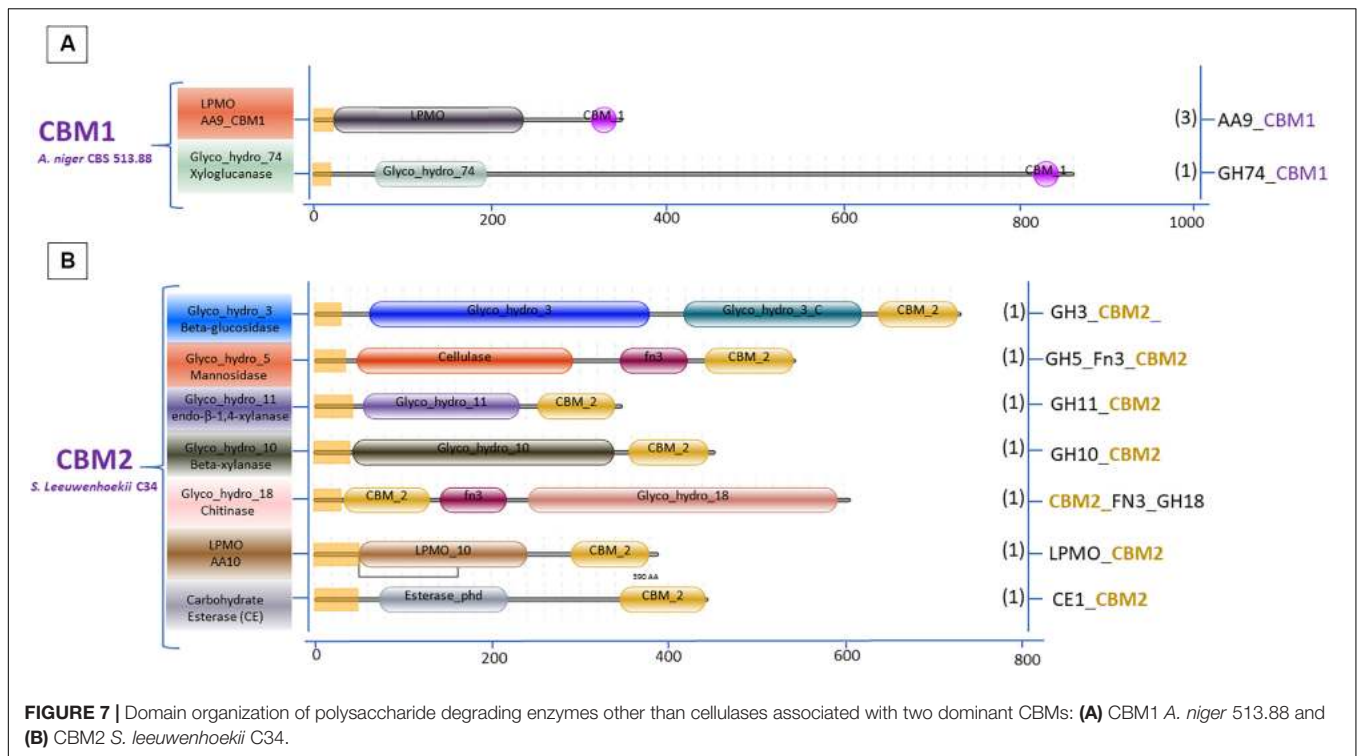 A
CBM1
A. niger CBS 513.88
LPMO
AA9_CBM1
LPMO
CBM_1
(3)
AA9_CBM1
Glyco_hydro_74
Xyloglucanase
Glyco_hydro_74
CBM_1
(1)
GH74_CBM1
0 200 400 600 800 1000
B
CBM2
S. Leeuwenhoekii C34
Glyco_hydro_3
Beta-glucosidase
Glyco_hydro_3
Glyco_hydro_3_C
CBM_2
(1)
GH3_CBM2_
Glyco_hydro_5
Mannosidase
Cellulase
fn3
CBM_2
(1)
GH5_Fn3_CBM2
Glyco_hydro_11
endo-β-1,4-xylanase
Glyco_hydro_11
CBM_2
(1)
GH11_CBM2
Glyco_hydro_10
Beta-xylanase
Glyco_hydro_10
CBM_2
(1)
GH10_CBM2
Glyco_hydro_18
Chitinase
CBM_2
fn3
Glyco_hydro_18
(1)
CBM2_FN3_GH18
LPMO
AA10
LPMO_10
CBM_2
(1)
LPMO_CBM2
390 AA
Carbohydrate
Esterase (CE)
Esterase_phd
CBM_2
(1)
CE1_CBM2
0 200 400 600 800
FIGURE 7 | Domain organization of polysaccharide degrading enzymes other than cellulases associated with two dominant CBMs: (A) CBM1 A. niger 513.88 and
(B) CBM2 S. leeuwenhoekii C34.